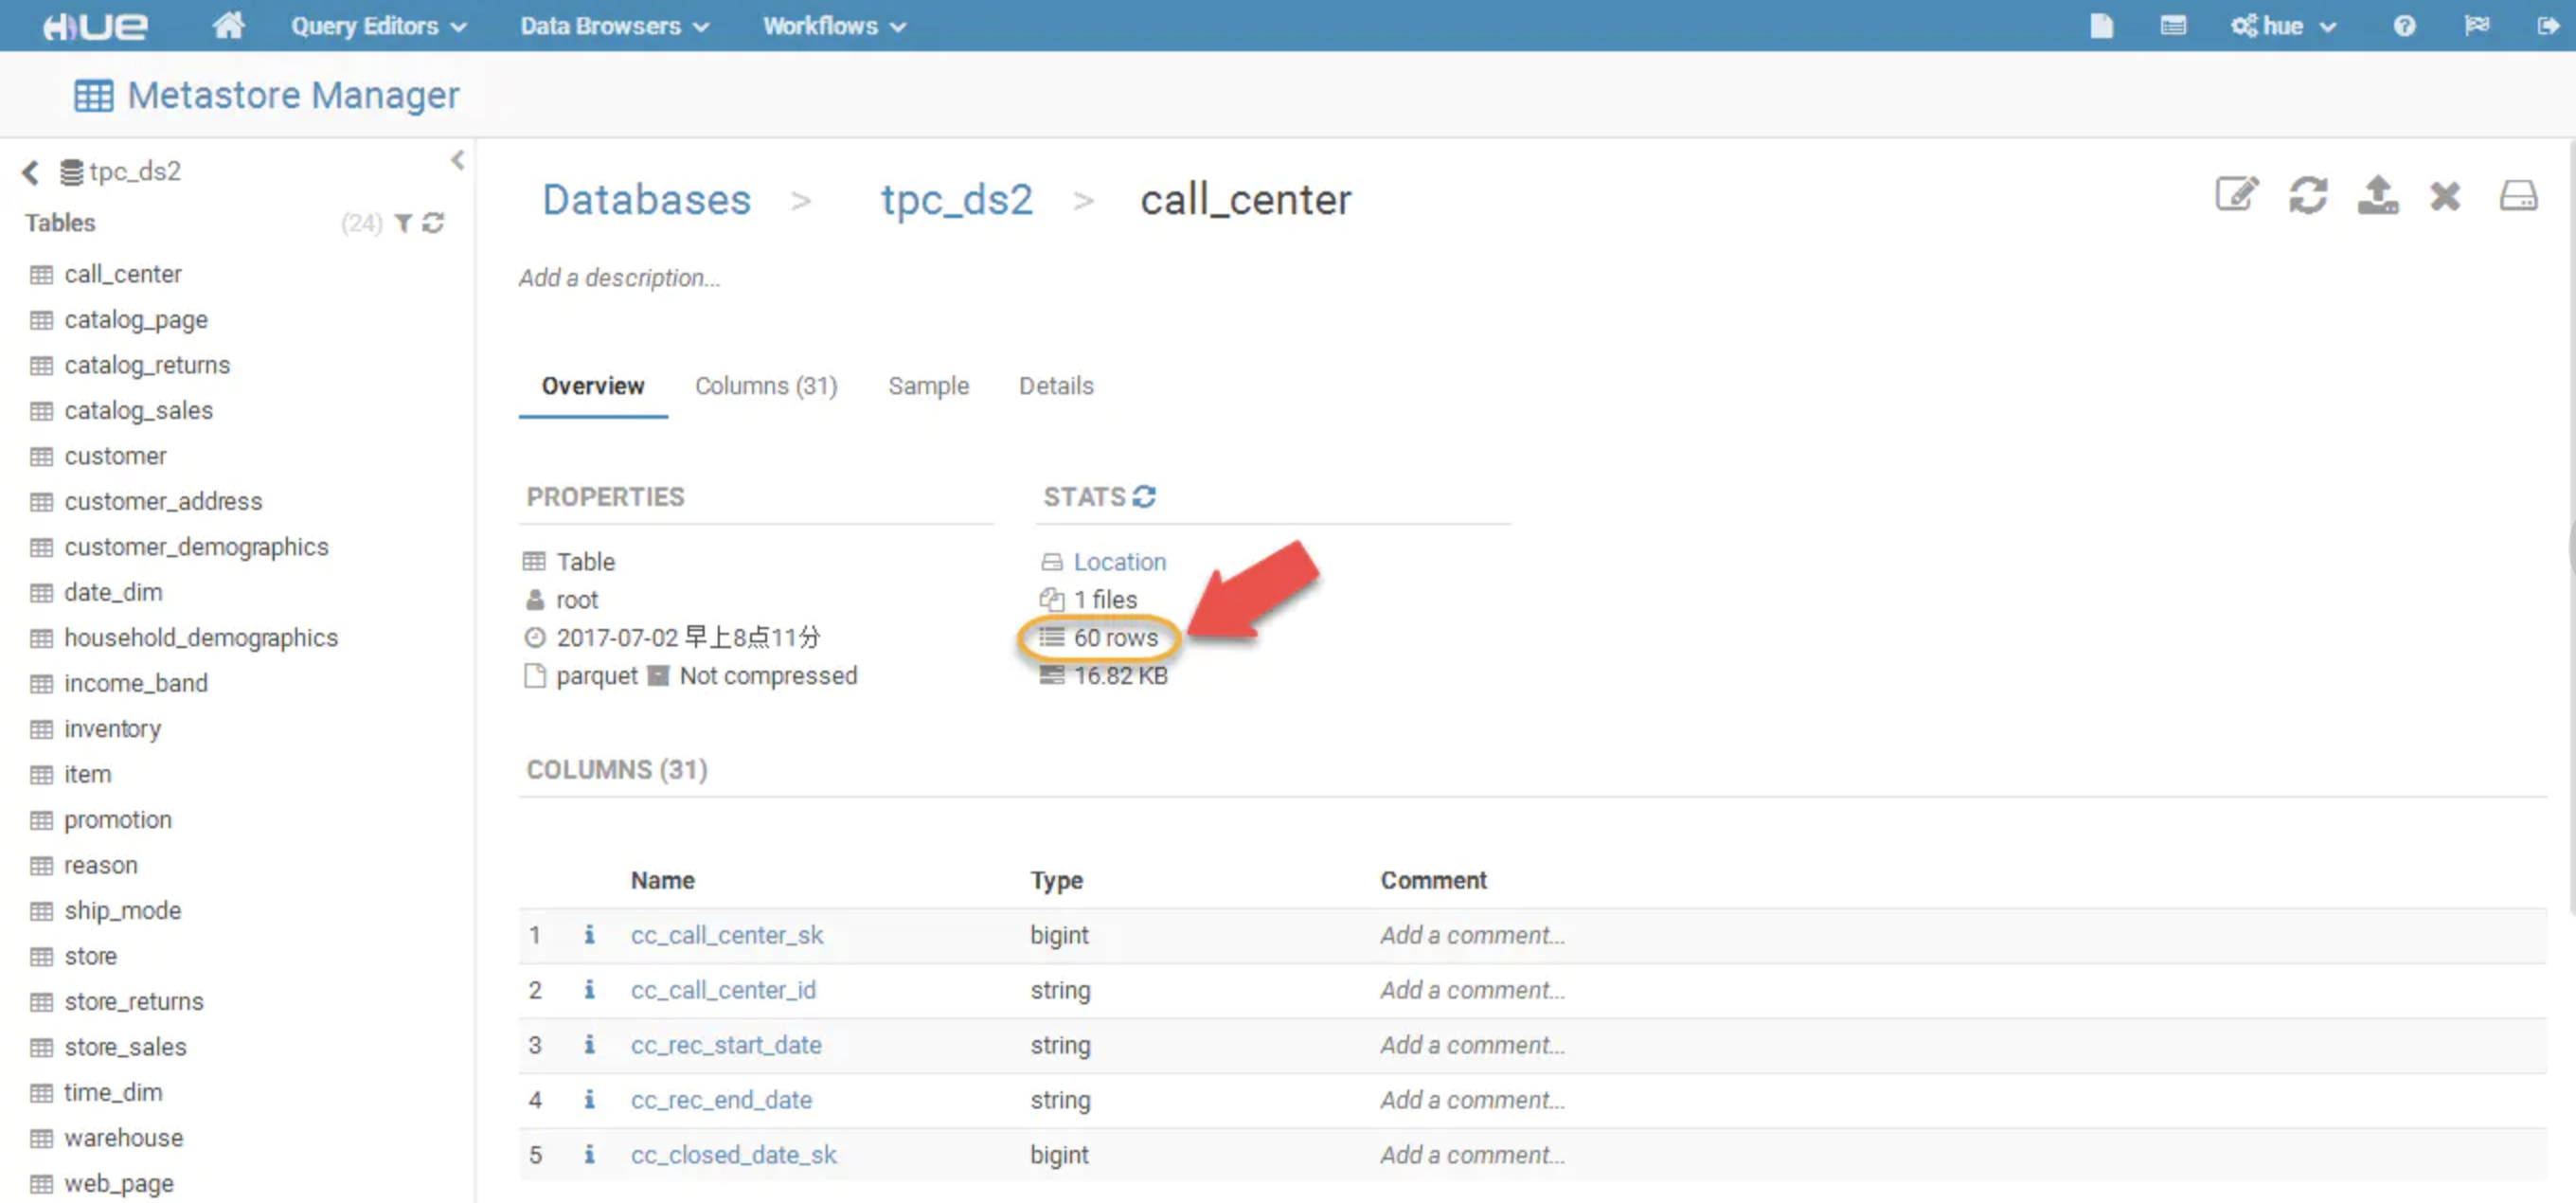 HUE Query Editors Data Browsers Workflows hue
Metastore Manager
tpc_ds2
Tables (24)
call_center
catalog_page
catalog_returns
catalog_sales
customer
customer_address
customer_demographics
date_dim
household_demographics
income_band
inventory
item
promotion
reason
ship_mode
store
store_returns
store_sales
time_dim
warehouse
web_page
Databases > tpc_ds2 > call_center
Add a description...
Overview Columns (31) Sample Details
PROPERTIES
Table
root
2017-07-02 早上8点11分
parquet Not compressed
STATS
Location
1 files
60 rows
16.82 KB
COLUMNS (31)
Name Type Comment
1 i cc_call_center_sk bigint Add a comment...
2 i cc_call_center_id string Add a comment...
3 i cc_rec_start_date string Add a comment...
4 i cc_rec_end_date string Add a comment...
5 i cc_closed_date_sk bigint Add a comment...